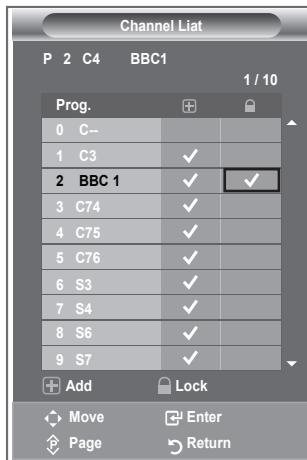 Channel Liat
P 2 C4 BBC1
1 / 10
Prog.
0 C--
1 C3
2 BBC 1
3 C74
4 C75
5 C76
6 S3
7 S4
8 S6
9 S7
Add Lock
Move Enter
Page Return